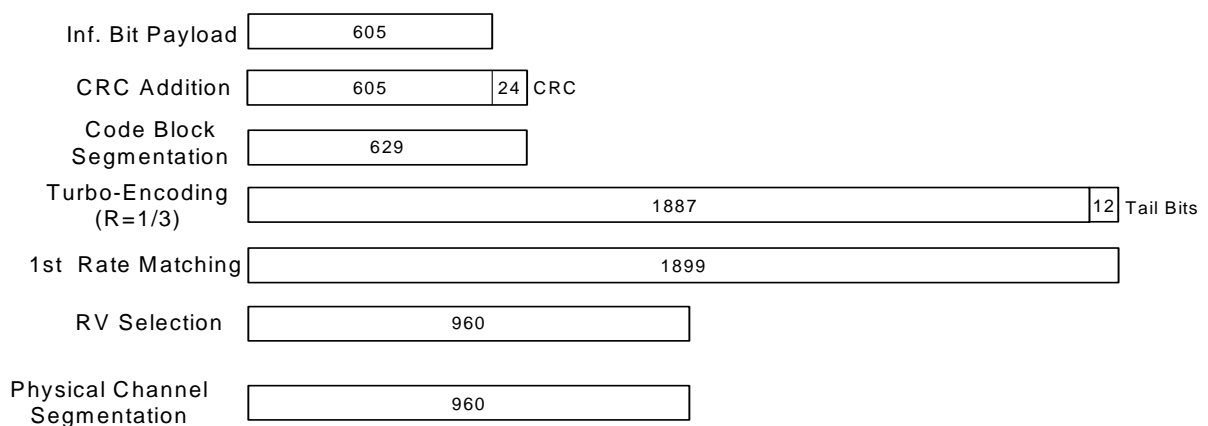 Inf. Bit Payload 605
CRC Addition 605 24 CRC
Code Block
Segmentation 629
Turbo-Encoding
(R=1/3) 1887 12 Tail Bits
1st Rate Matching 1899
RV Selection 960
Physical Channel
Segmentation 960